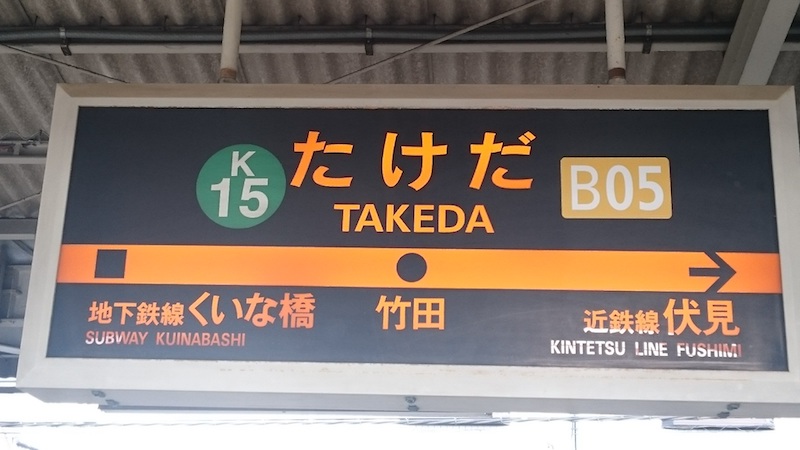 K
15
たけだ
TAKEDA
B05
地下鉄線くいな橋
SUBWAY KUINABASHI
竹田
近鉄線伏見
KINTETSU LINE FUSHIMI